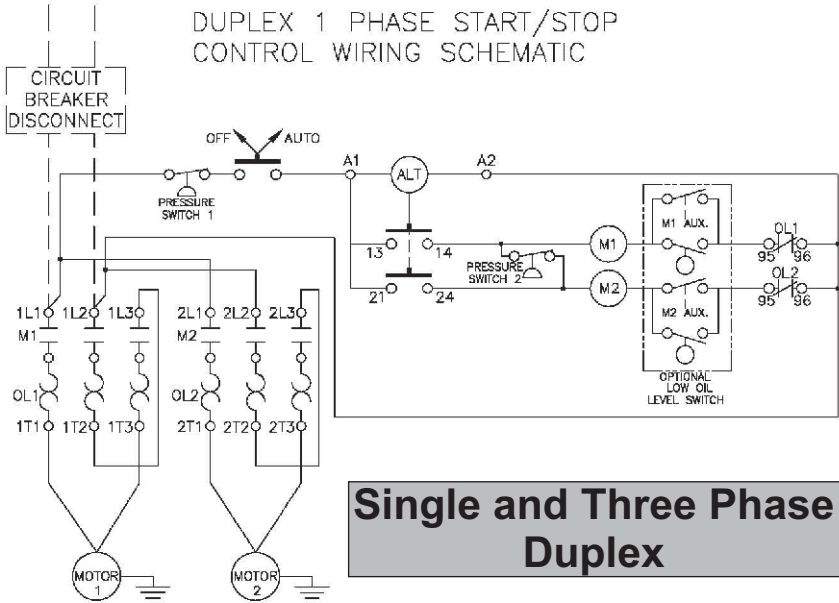 DUPLEX 1 PHASE START/STOP
CONTROL WIRING SCHEMATIC
CIRCUIT
BREAKER
DISCONNECT
OFF AUTO
PRESSURE
SWITCH 1
A1 ALT A2
13 14
PRESSURE
SWITCH 2
21 24
M1
M2
M1 AUX.
M2 AUX.
OPTIONAL
LOW OIL
LEVEL SWITCH
OL1
95 96
OL2
95 96
1L1 1L2 1L3 2L1 2L2 2L3
M1 M2
OL1 OL2
1T1 1T2 1T3 2T1 2T2 2T3
MOTOR
1
MOTOR
2
Single and Three Phase
Duplex